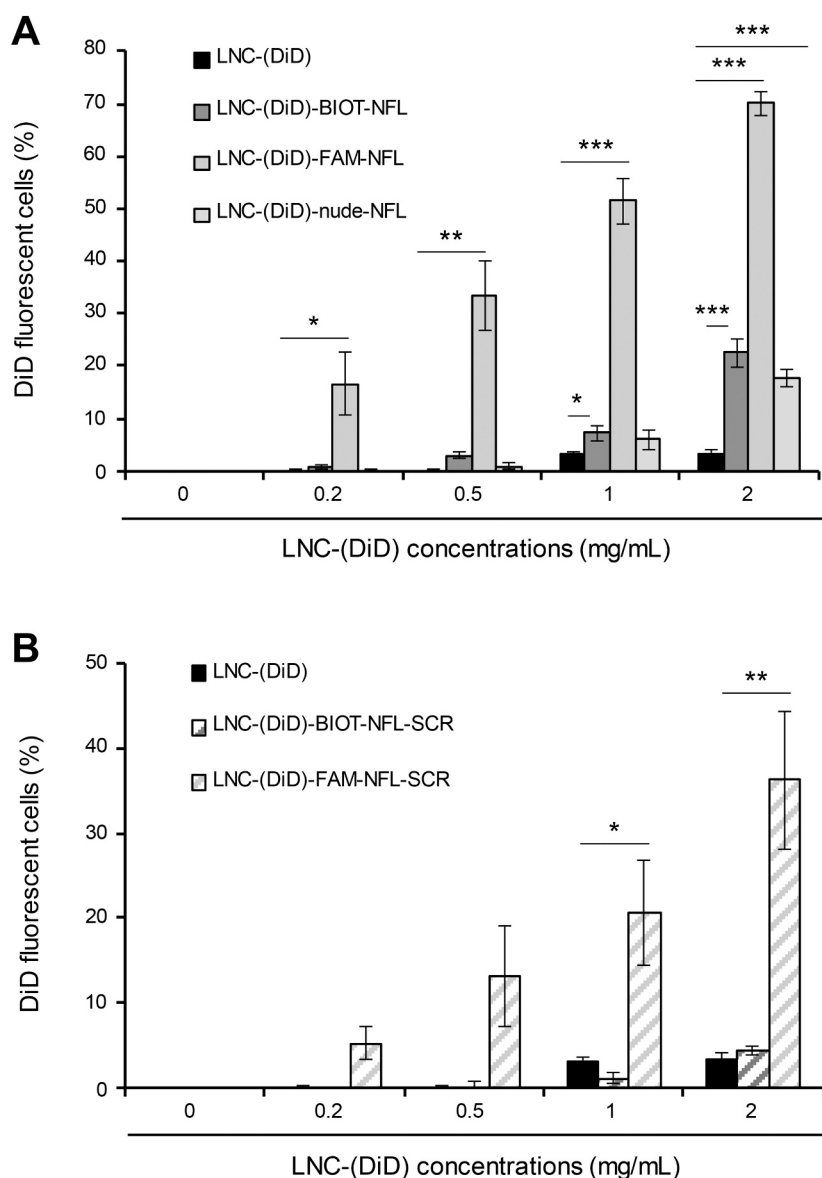 A
80
70
60
50
40
30
20
10
0
DiD fluorescent cells (%)
LNC-(DiD)
LNC-(DiD)-BIOT-NFL
LNC-(DiD)-FAM-NFL
LNC-(DiD)-nude-NFL
*
**
***
*
***
***
***
0 0.2 0.5 1 2
LNC-(DiD) concentrations (mg/mL)
B
50
40
30
20
10
0
DiD fluorescent cells (%)
LNC-(DiD)
LNC-(DiD)-BIOT-NFL-SCR
LNC-(DiD)-FAM-NFL-SCR
*
**
0 0.2 0.5 1 2
LNC-(DiD) concentrations (mg/mL)